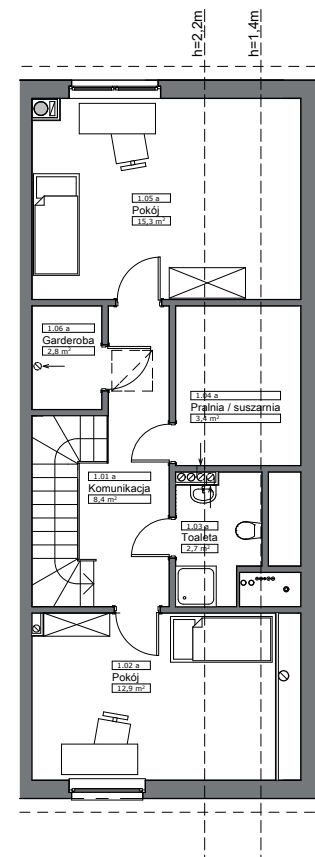 h=2,2m
h=1,4m
1.05 a
Pokój
15,3 m²
1.06 a
Garderoba
2,8 m²
1.04 a
Pralnia / suszarnia
3,4 m²
1.01 a
Komunikacja
8,4 m²
1.03 a
Toaleta
2,7 m²
1.02 a
Pokój
12,9 m²